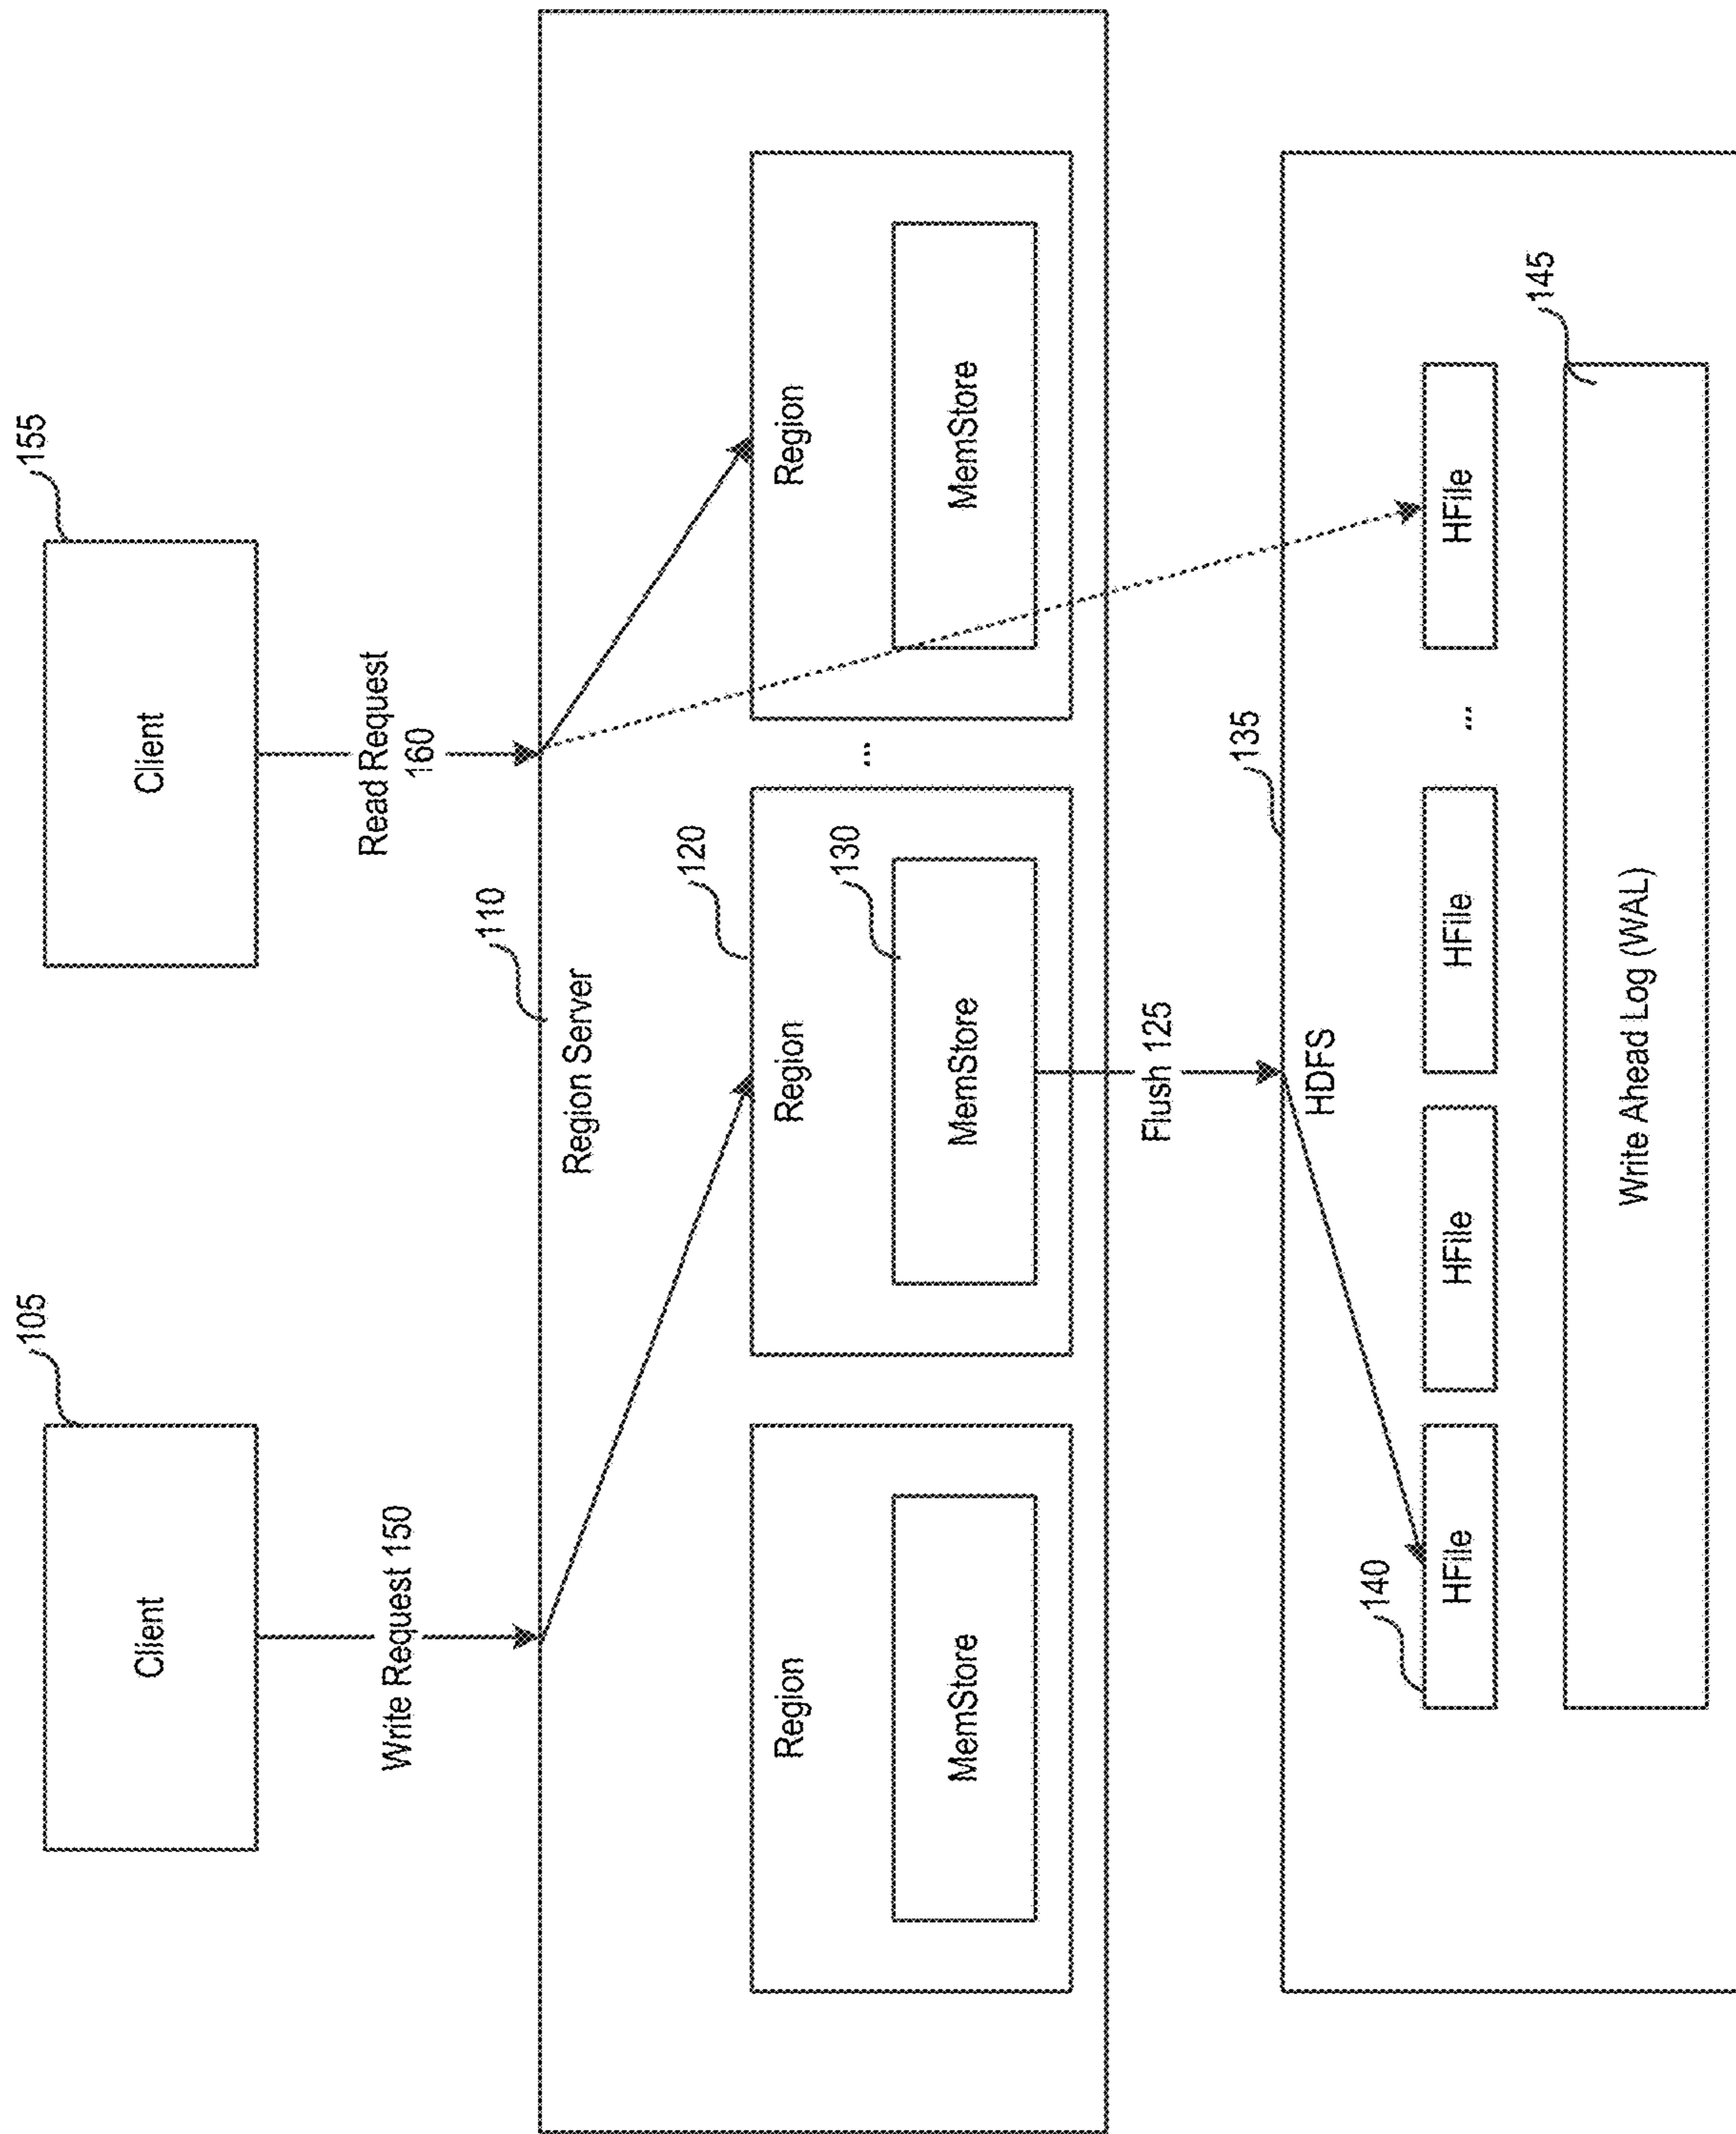 105
155
Client
Client
Write Request 150
Read Request
160
110
Region Server
120
Region
Region
Region
130
...
MemStore
MemStore
MemStore
Flush 125
135
HDFS
140
145
HFile
HFile
HFile
...
HFile
Write Ahead Log (WAL)